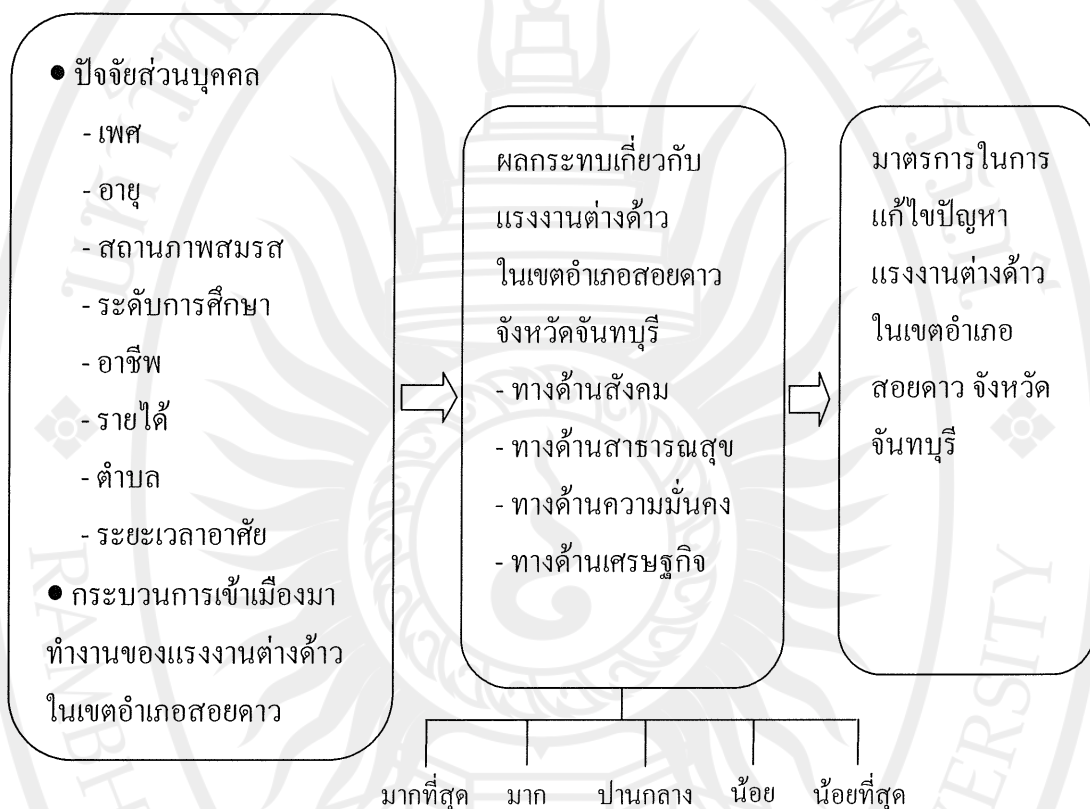 ● ปัจจัยส่วนบุคคล
- เพศ
- อายุ
- สถานภาพสมรส
- ระดับการศึกษา
- อาชีพ
- รายได้
- ตำบล
- ระยะเวลาอาศัย
● กระบวนการเข้าเมืองมา
ทำงานของแรงงานต่างด้าว
ในเขตอำเภอสอยดาว
ผลกระทบเกี่ยวกับ
แรงงานต่างด้าว
ในเขตอำเภอสอยดาว
จังหวัดจันทบุรี
- ทางด้านสังคม
- ทางด้านสาธารณสุข
- ทางด้านความมั่นคง
- ทางด้านเศรษฐกิจ
มาตรการในการ
แก้ไขปัญหา
แรงงานต่างด้าว
ในเขตอำเภอ
สอยดาว จังหวัด
จันทบุรี
มากที่สุด มาก ปานกลาง น้อย น้อยที่สุด